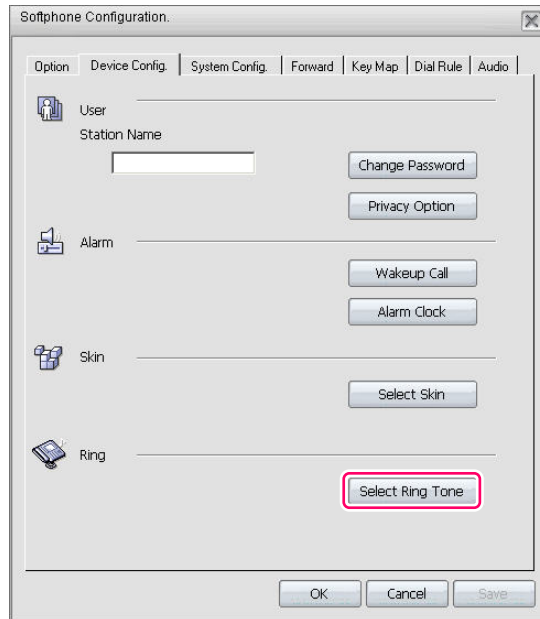 Softphone Configuration.
Option Device Config. System Config. Forward Key Map Dial Rule Audio
User
Station Name
Change Password
Privacy Option
Alarm
Wakeup Call
Alarm Clock
Skin
Select Skin
Ring
Select Ring Tone
OK Cancel Save